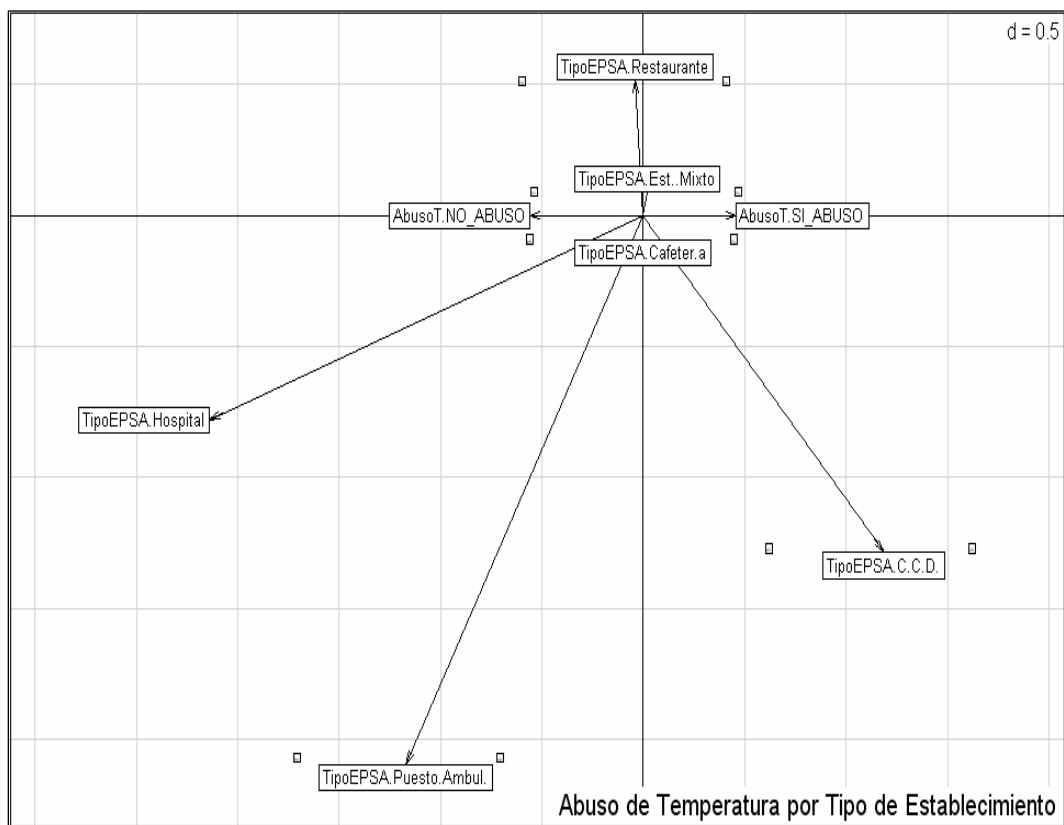 d = 0.5
TipoEPSA.Restaurante
TipoEPSA.Est..Mixto
AbusoT.NO_ABUSO
AbusoT.SI_ABUSO
TipoEPSA.Cafeter.a
TipoEPSA.Hospital
TipoEPSA.C.C.D.
TipoEPSA.Puesto.Ambul.
Abuso de Temperatura por Tipo de Establecimiento